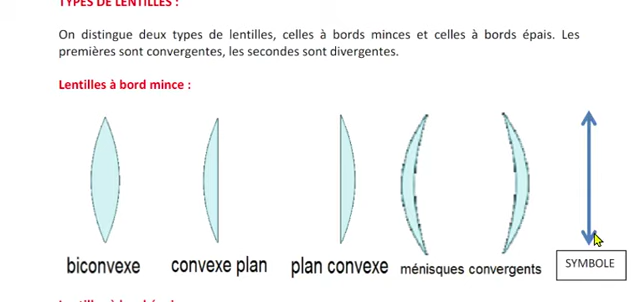 TYPES DE LENTILLES :
On distingue deux types de lentilles, celles à bords minces et celles à bords épais. Les
premières sont convergentes, les secondes sont divergentes.
Lentilles à bord mince :
biconvexe convexe plan plan convexe ménisques convergents
SYMBOLE